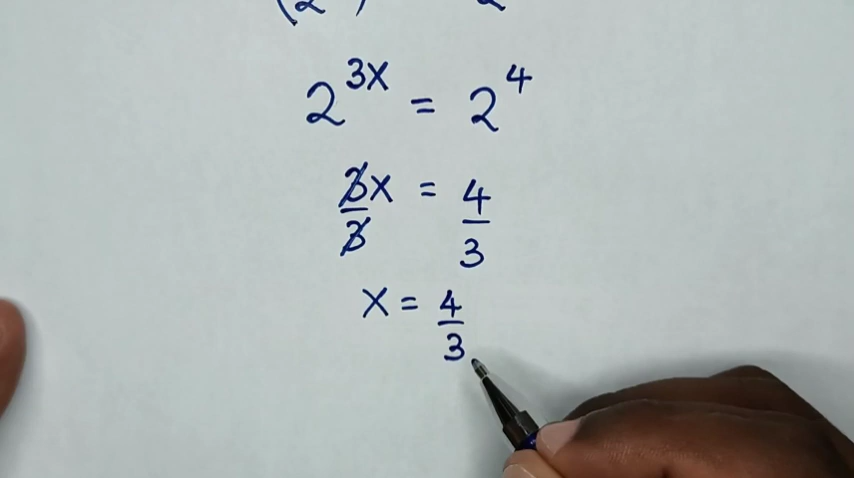 2^{3x} = 2^4
3x/3 = 4/3
x = 4/3